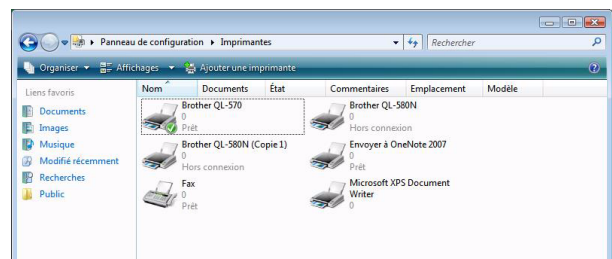 Panneau de configuration Imprimantes Rechercher
Organiser Affichages Ajouter une imprimante
Liens favoris
Documents
Images
Musique
Modifié récemment
Recherches
Public
Nom Documents État Commentaires Emplacement Modèle
Brother QL-570
0
Prêt
Brother QL-580N
0
Hors connexion
Brother QL-580N (Copie 1)
0
Hors connexion
Envoyer à OneNote 2007
0
Prêt
Fax
0
Prêt
Microsoft XPS Document
Writer
0